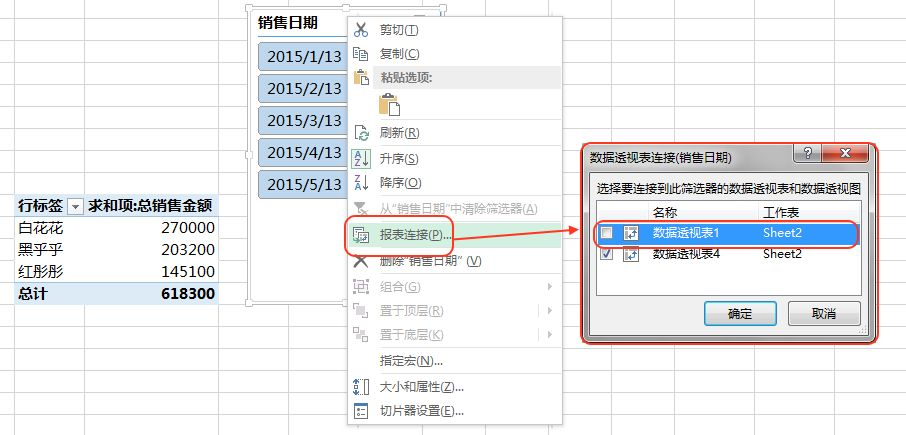 销售日期
2015/1/13
2015/2/13
2015/3/13
2015/4/13
2015/5/13
行标签 求和项:总销售金额
白花花 270000
黑乎乎 203200
红彤彤 145100
总计 618300
剪切(T)
复制(C)
粘贴选项:
刷新(R)
升序(S)
降序(O)
从"销售日期"中清除筛选器(A)
报表连接(P)...
删除"销售日期" (V)
组合(G)
置于顶层(R)
置于底层(K)
指定宏(N)...
大小和属性(Z)...
切片器设置(E)...
数据透视表连接(销售日期)
选择要连接到此筛选器的数据透视表和数据透视图
名称 工作表
数据透视表1 Sheet2
数据透视表4 Sheet2
确定 取消